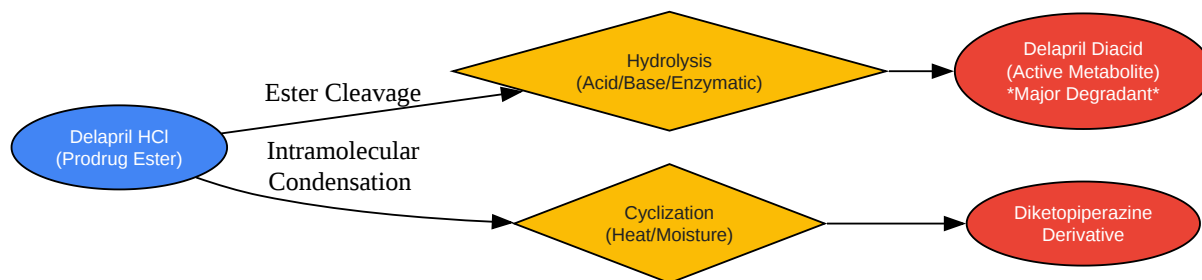 Delapril HCl
(Prodrug Ester)
Ester Cleavage
Hydrolysis
(Acid/Base/Enzymatic)
Delapril Diacid
(Active Metabolite)
*Major Degradant*
Intramolecular
Condensation
Cyclization
(Heat/Moisture)
Diketopiperazine
Derivative